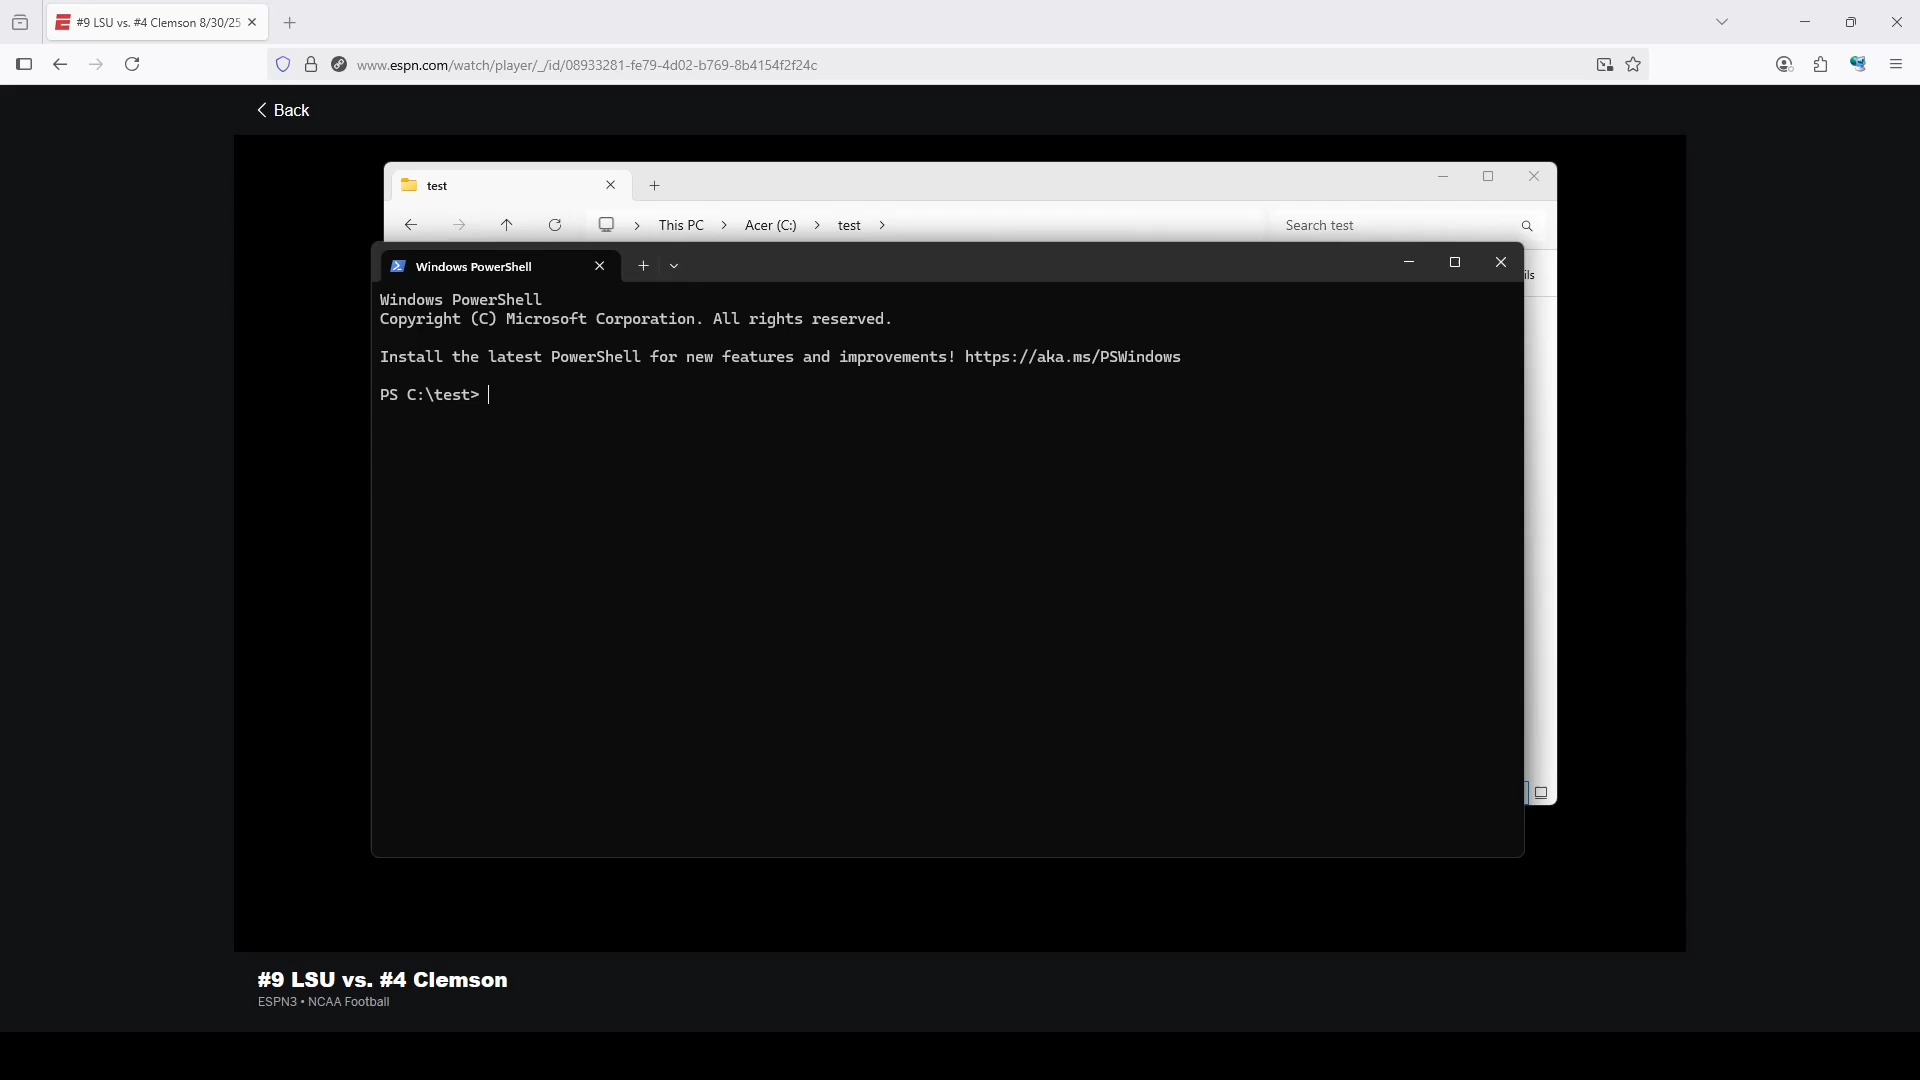 #9 LSU vs. #4 Clemson 8/30/25
www.espn.com/watch/player/_/id/08933281-fe79-4d02-b769-8b4154f2f24c
Back
test
This PC > Acer (C:) > test >
Search test
ils
Windows PowerShell
Windows PowerShell
Copyright (C) Microsoft Corporation. All rights reserved.
Install the latest PowerShell for new features and improvements! https://aka.ms/PSWindows
PS C:\test>
#9 LSU vs. #4 Clemson
ESPN3 • NCAA Football